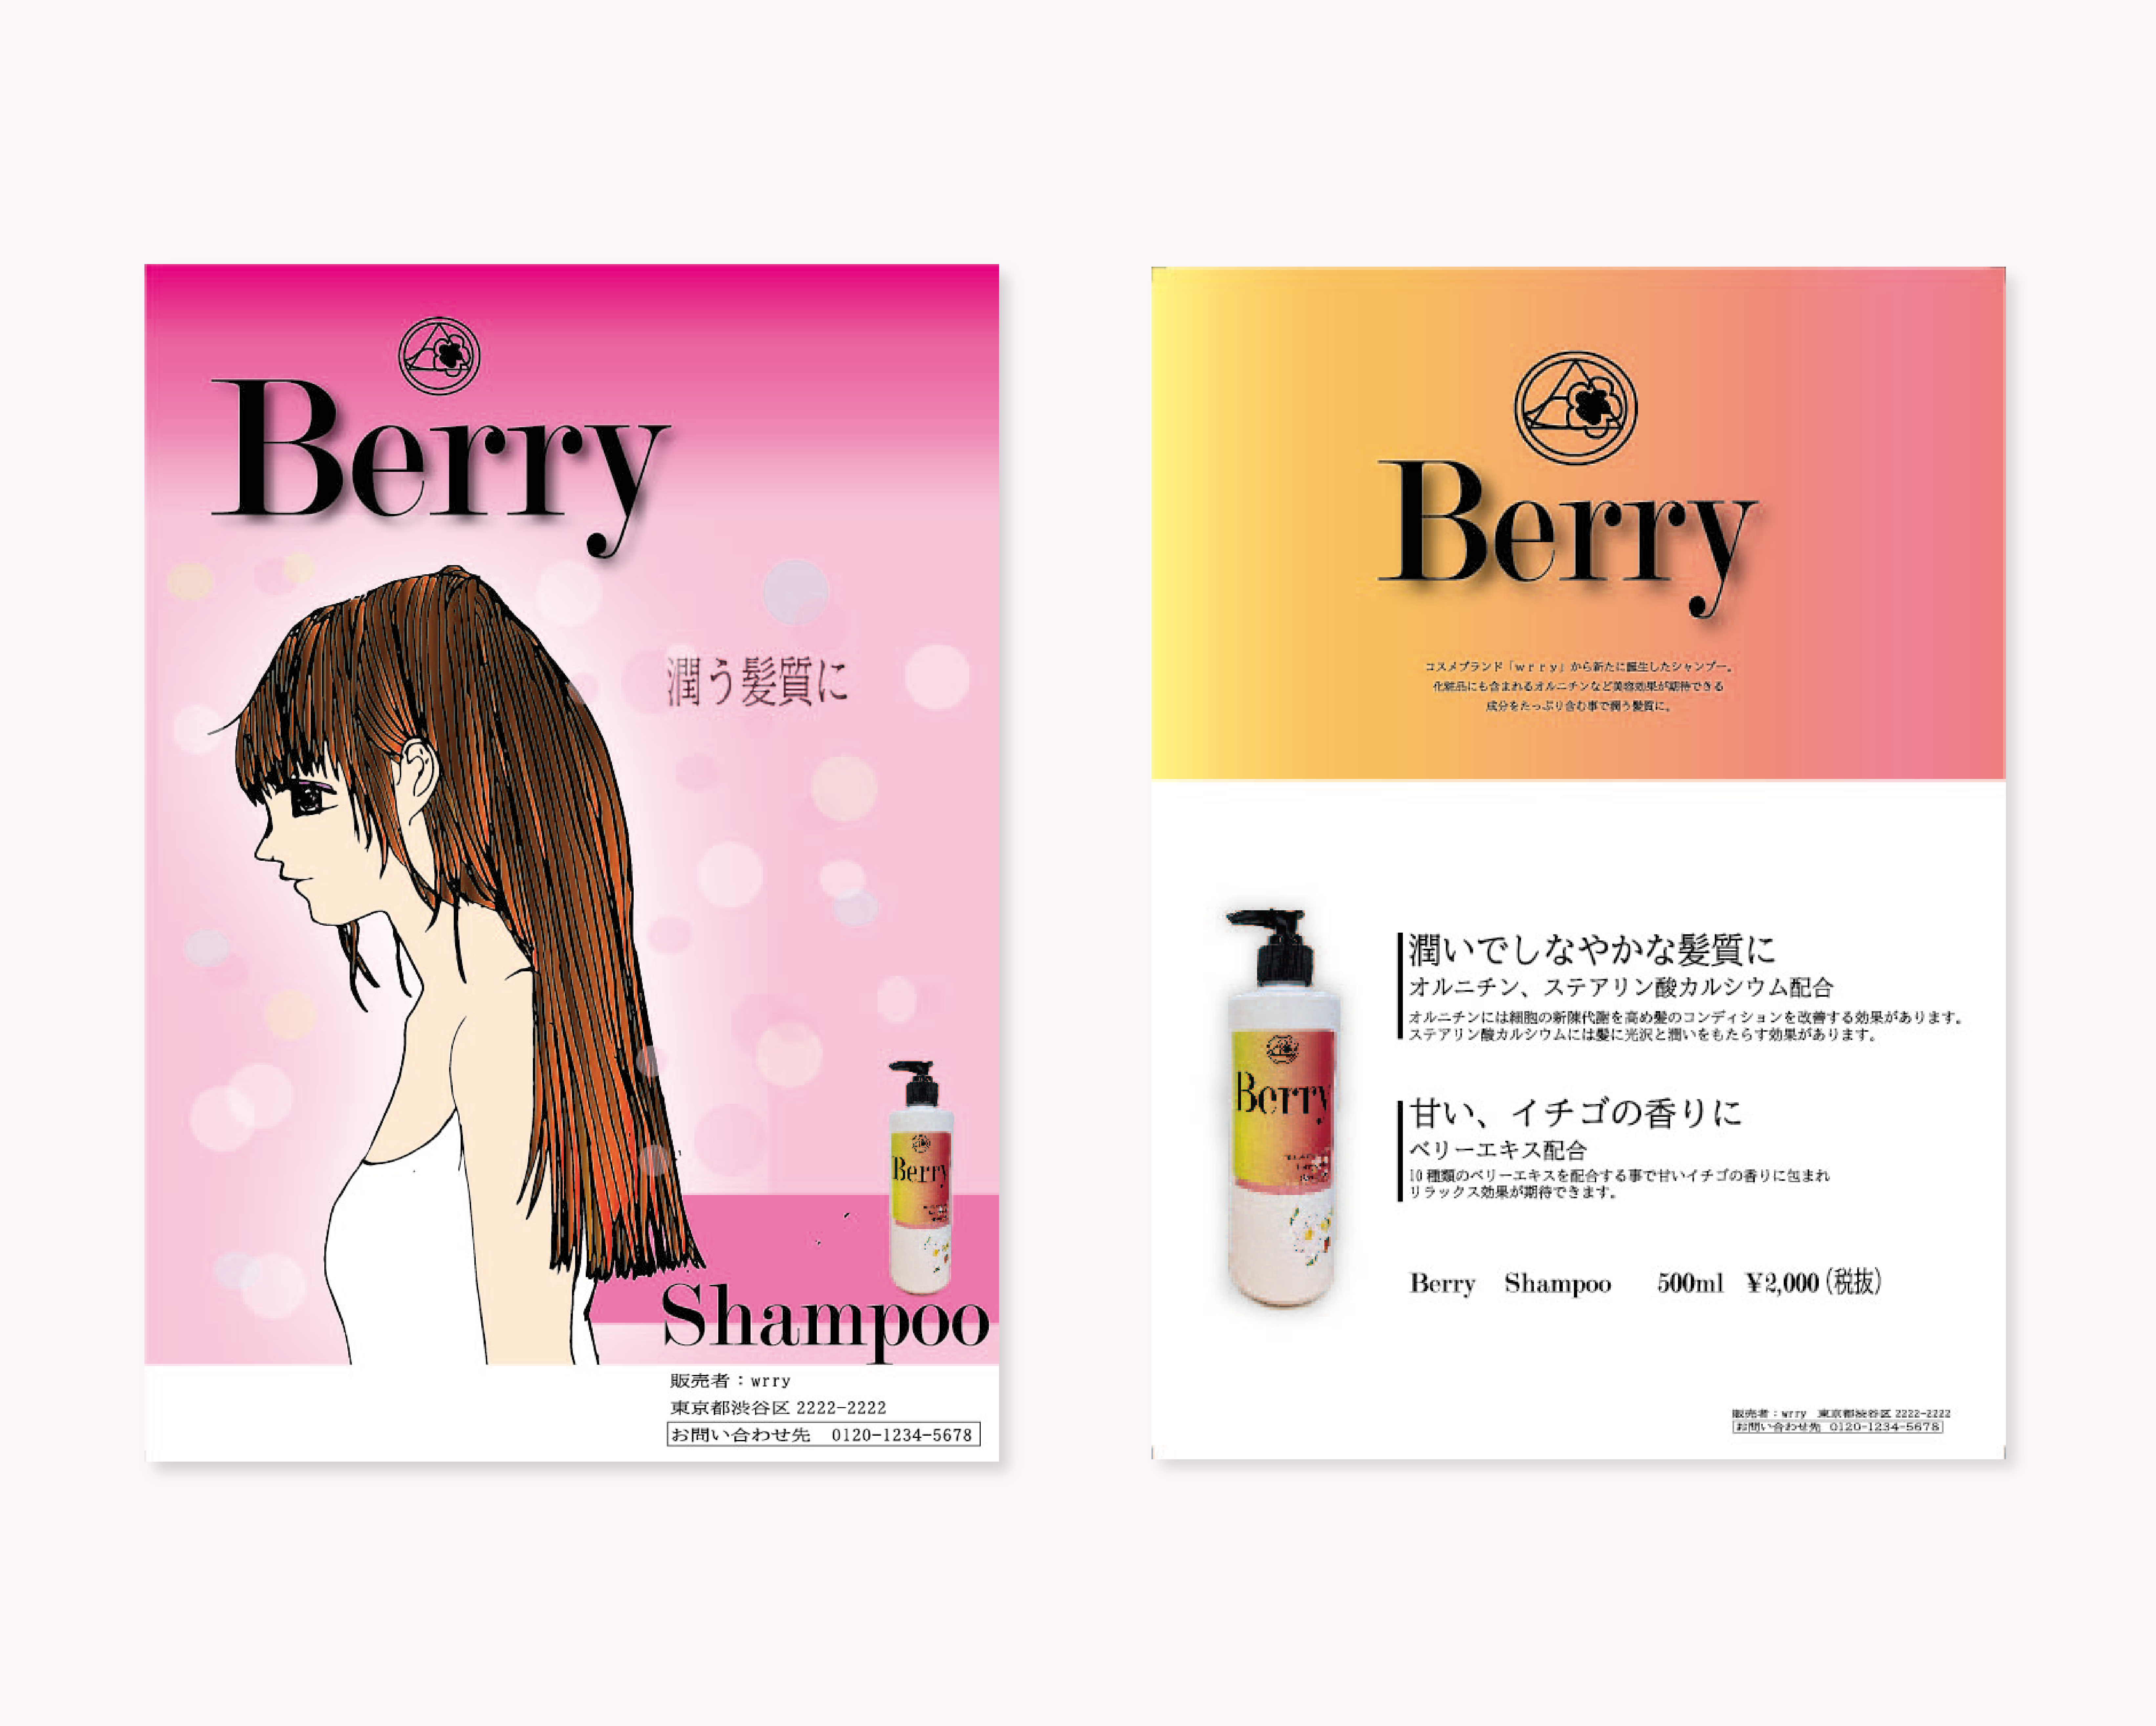 Berry
潤う髪質に
Berry
Shampoo
販売者：wrry
東京都渋谷区 2222-2222
お問い合わせ先　0120-1234-5678
Berry
コスメブランド「wrry」から新たに誕生したシャンプー。
化粧品にも含まれるオルニチンなど美容効果が期待できる
成分をたっぷり含む事で潤う髪質に。
Berry
潤いでしなやかな髪質に
オルニチン、ステアリン酸カルシウム配合
オルニチンには細胞の新陳代謝を高め髪のコンディションを改善する効果があります。
ステアリン酸カルシウムには髪に光沢と潤いをもたらす効果があります。
甘い、イチゴの香りに
ベリーエキス配合
10種類のベリーエキスを配合する事で甘いイチゴの香りに包まれ
リラックス効果が期待できます。
Berry　Shampoo　500ml　¥2,000（税抜）
販売者：wrry　東京都渋谷区 2222-2222
お問い合わせ先　0120-1234-5678